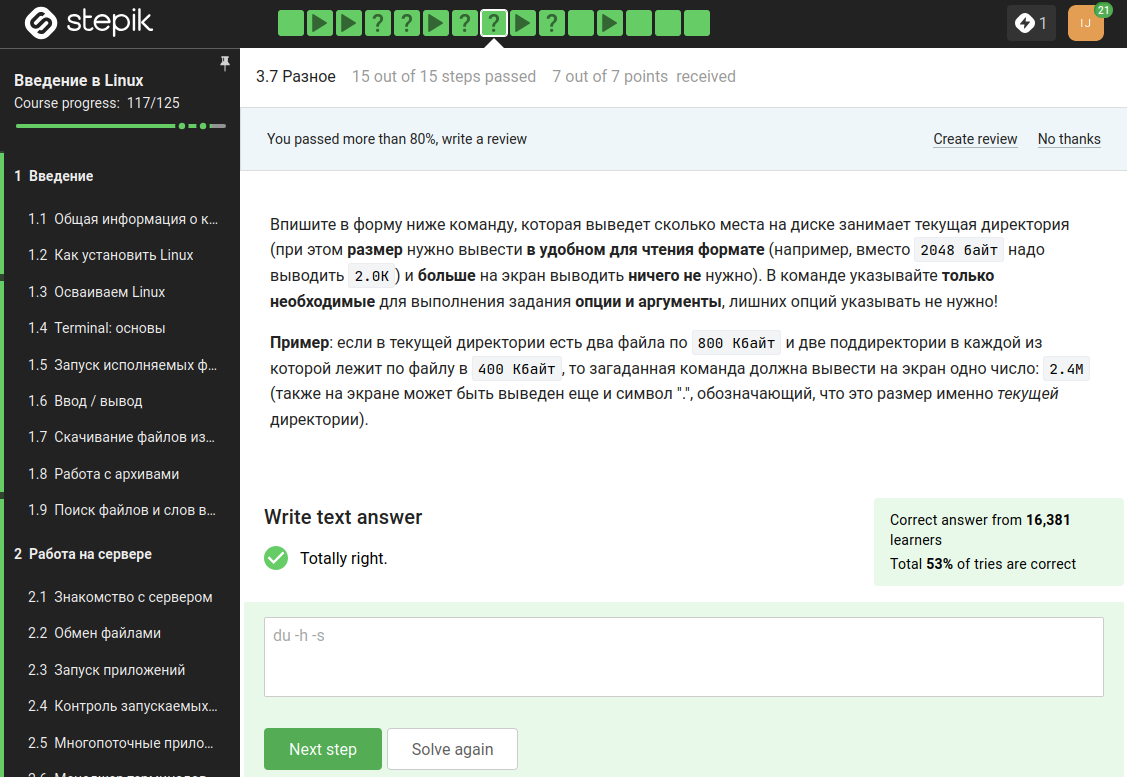 stepik
1
IJ
21
Введение в Linux
Course progress: 117/125
1 Введение
1.1 Общая информация о к...
1.2 Как установить Linux
1.3 Осваиваем Linux
1.4 Terminal: основы
1.5 Запуск исполняемых ф...
1.6 Ввод / вывод
1.7 Скачивание файлов из...
1.8 Работа с архивами
1.9 Поиск файлов и слов в...
2 Работа на сервере
2.1 Знакомство с сервером
2.2 Обмен файлами
2.3 Запуск приложений
2.4 Контроль запускаемых...
2.5 Многопоточные прило...
3.7 Разное 15 out of 15 steps passed 7 out of 7 points received
You passed more than 80%, write a review
Create review No thanks
Впишите в форму ниже команду, которая выведет сколько места на диске занимает текущая директория
(при этом размер нужно вывести в удобном для чтения формате (например, вместо 2048 байт надо
выводить 2.0K ) и больше на экран выводить ничего не нужно). В команде указывайте только
необходимые для выполнения задания опции и аргументы, лишних опций указывать не нужно!
Пример: если в текущей директории есть два файла по 800 Кбайт и две поддиректории в каждой из
которой лежит по файлу в 400 Кбайт , то загаданная команда должна вывести на экран одно число: 2.4M
(также на экране может быть выведен еще и символ ".", обозначающий, что это размер именно текущей
директории).
Write text answer
Totally right.
Correct answer from 16,381
learners
Total 53% of tries are correct
du -h -s
Next step
Solve again